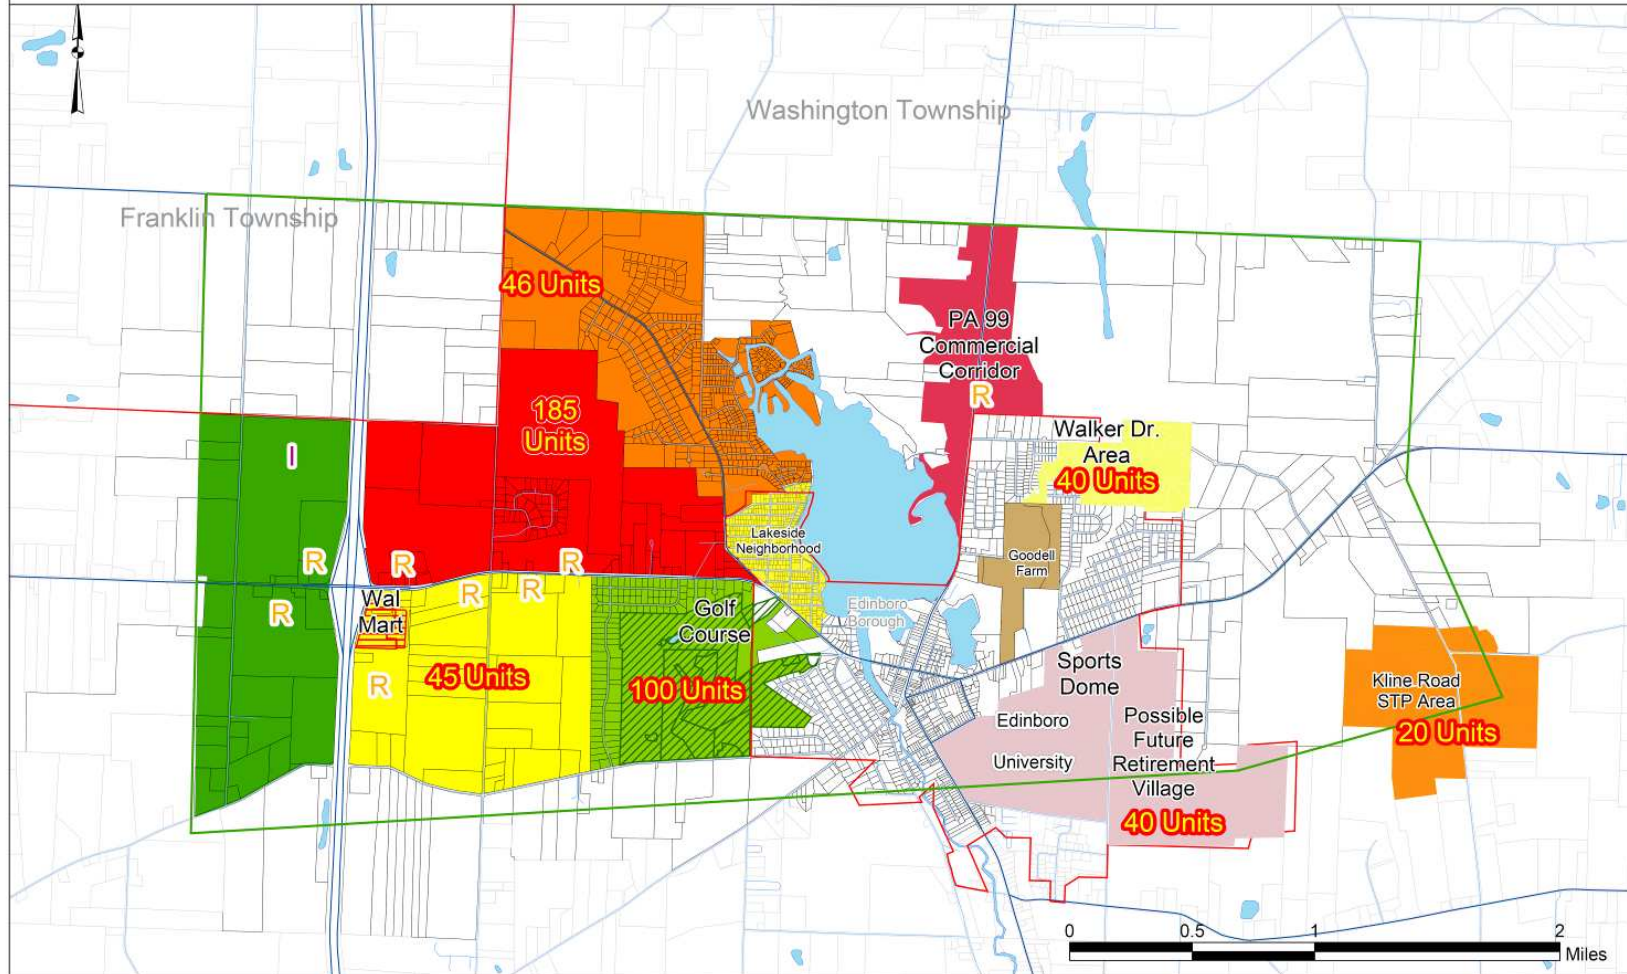 Washington Township
Franklin Township
46 Units
PA 99
Commercial
Corridor
R
185
Units
Walker Dr.
Area
40 Units
I
Lakeside
Neighborhood
R
R
R
Goodell
Farm
R
R
R
Wal
Mart
Golf
Course
Edinboro
Borough
R
45 Units
100 Units
Sports
Dome
Edinboro
University
Possible
Future
Retirement
Village
40 Units
Kline Road
STP Area
20 Units
0 0.5 1 2
Miles